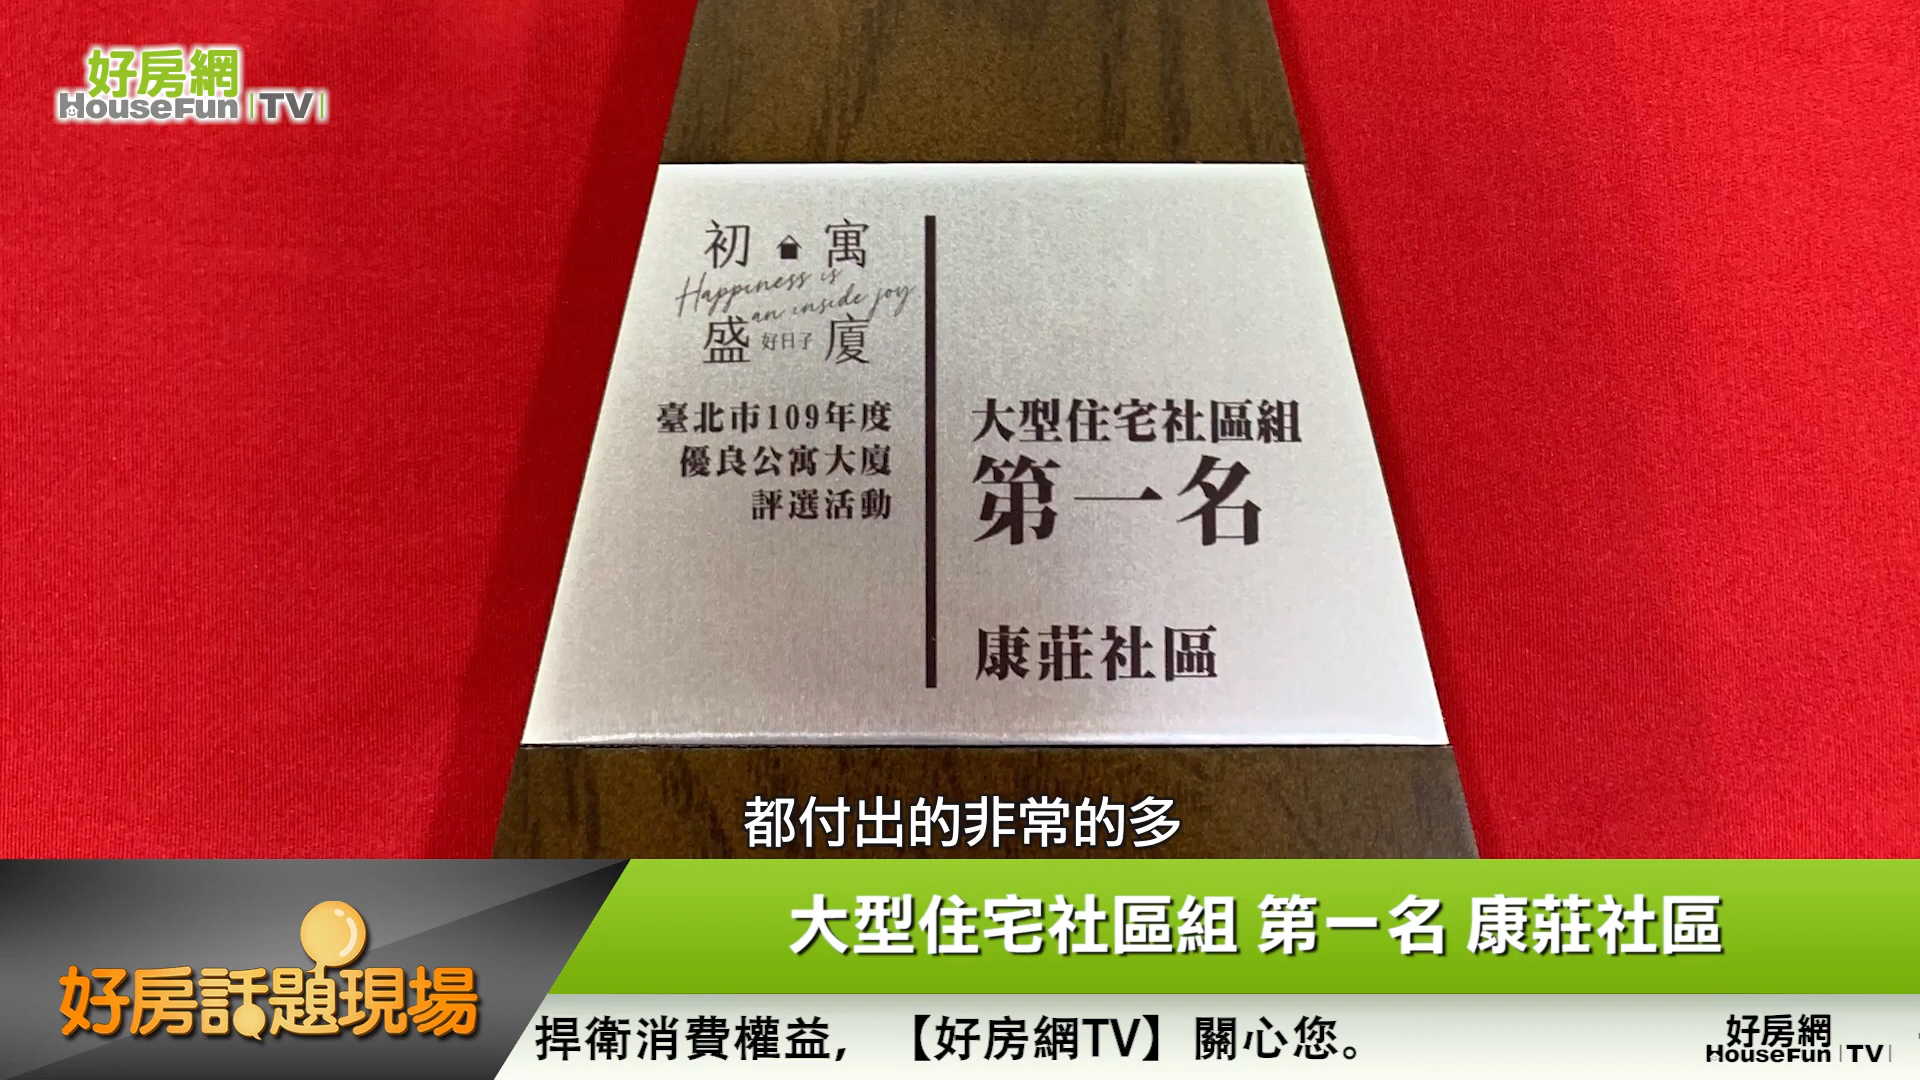 好房網
HouseFun TV
初寓
Happiness is
an inside joy
盛好日子廈
臺北市109年度
優良公寓大廈
評選活動
大型住宅社區組
第一名
康莊社區
都付出的非常的多
大型住宅社區組 第一名 康莊社區
好房話題現場
捍衛消費權益，【好房網TV】關心您。
好房網
HouseFun TV